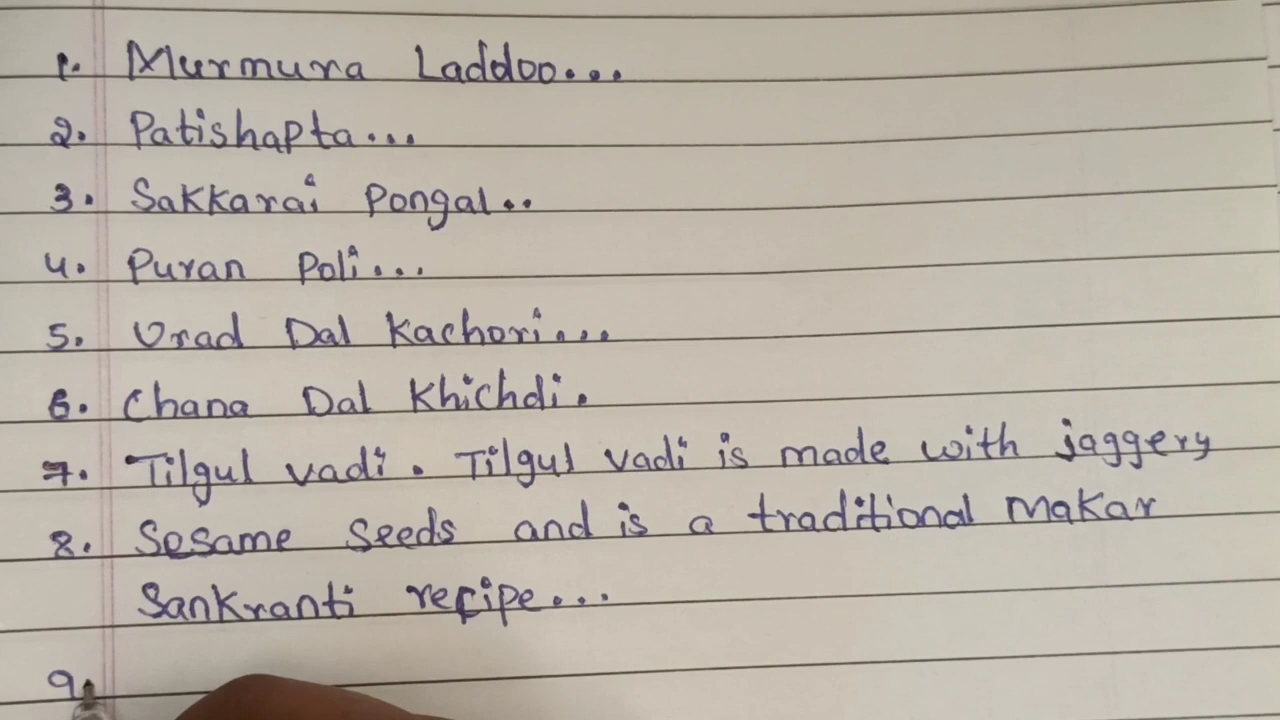 1. Murmura Laddoo...
2. Patishapta...
3. Sakkarai Pongal..
4. Puran Poli...
5. Urad Dal Kachori...
6. Chana Dal Khichdi.
7. Tilgul vadi. Tilgul vadi is made with jaggery
8. Sesame Seeds and is a traditional Makar
Sankranti recipe...
9.